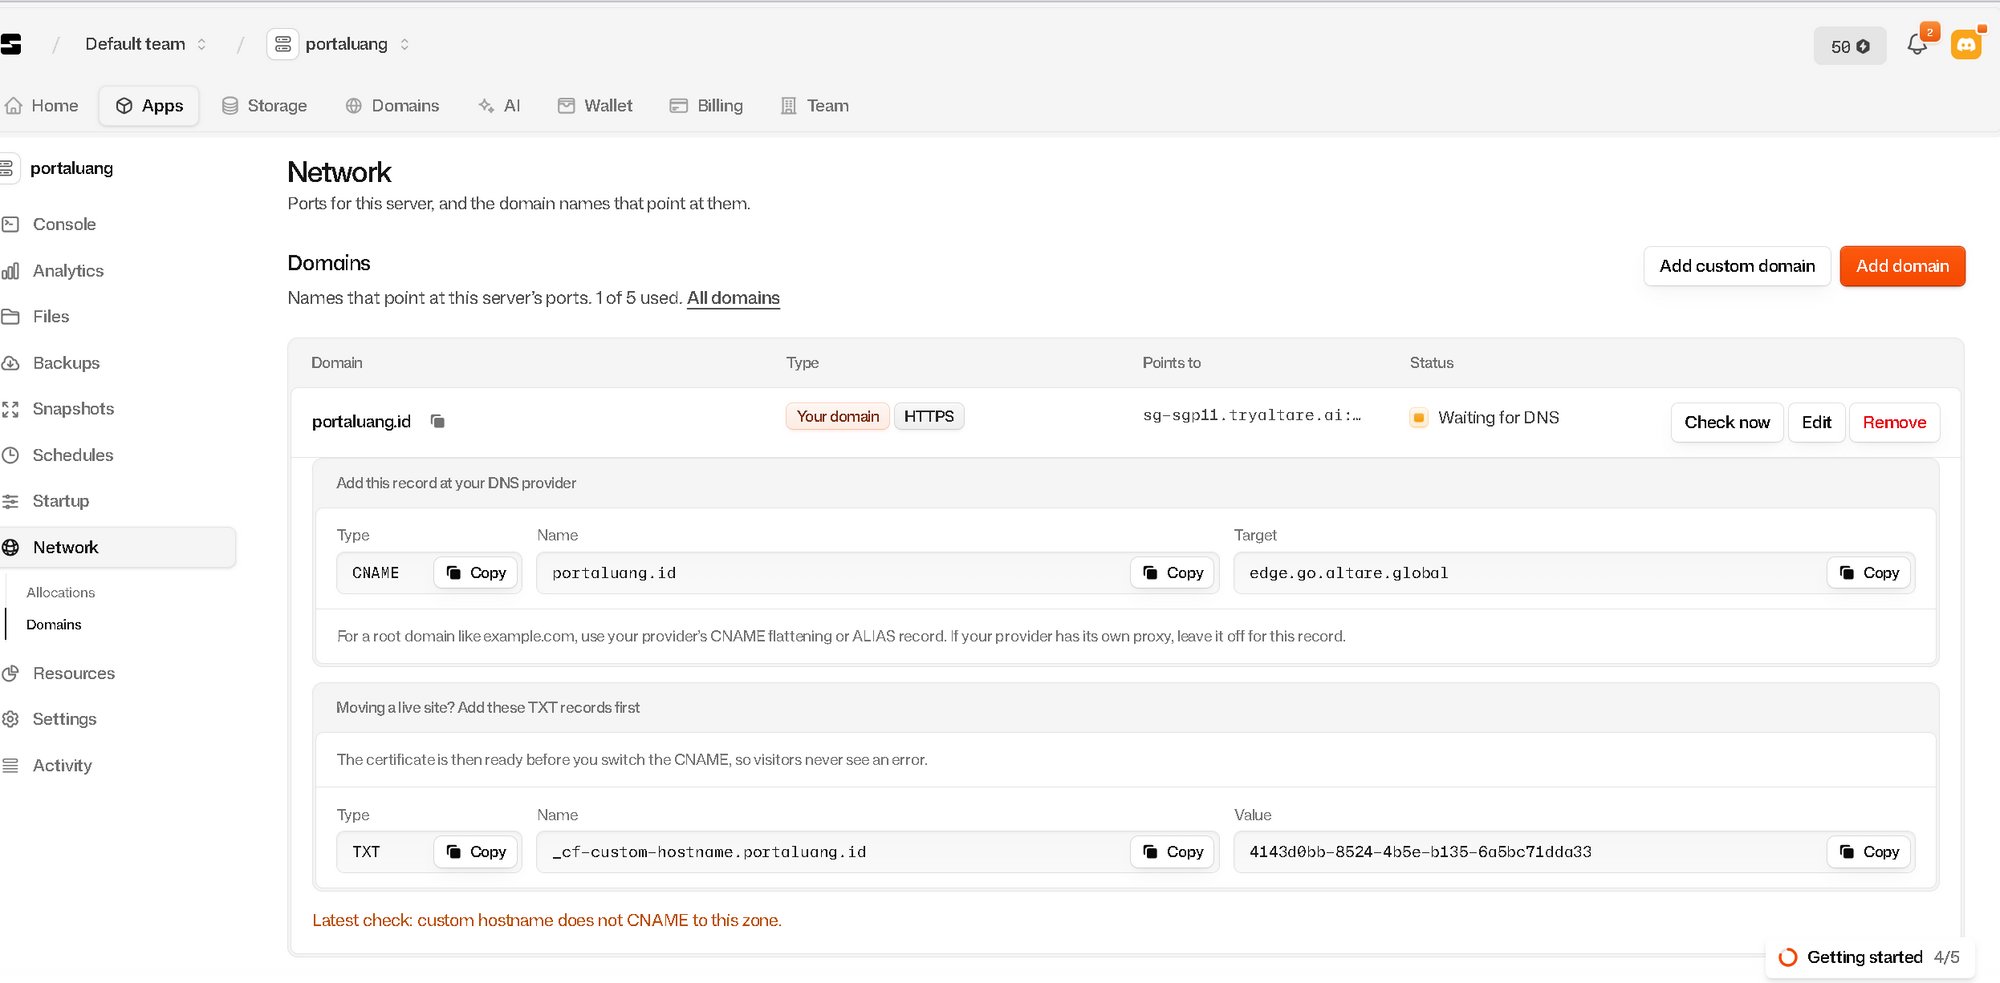 / Default team / portaluang
50
2
Home Apps Storage Domains AI Wallet Billing Team
portaluang
Console
Analytics
Files
Backups
Snapshots
Schedules
Startup
Network
Allocations
Domains
Resources
Settings
Activity
Network
Ports for this server, and the domain names that point at them.
Domains
Names that point at this server's ports. 1 of 5 used. All domains
Add custom domain Add domain
Domain Type Points to Status
portaluang.id Your domain HTTPS sg-sgp11.tryaltare.ai:… Waiting for DNS Check now Edit Remove
Add this record at your DNS provider
Type Name Target
CNAME Copy portaluang.id Copy edge.go.altare.global Copy
For a root domain like example.com, use your provider's CNAME flattening or ALIAS record. If your provider has its own proxy, leave it off for this record.
Moving a live site? Add these TXT records first
The certificate is then ready before you switch the CNAME, so visitors never see an error.
Type Name Value
TXT Copy _cf-custom-hostname.portaluang.id Copy 4143d0bb-8524-4b5e-b135-6a5bc71dda33 Copy
Latest check: custom hostname does not CNAME to this zone.
Getting started 4/5